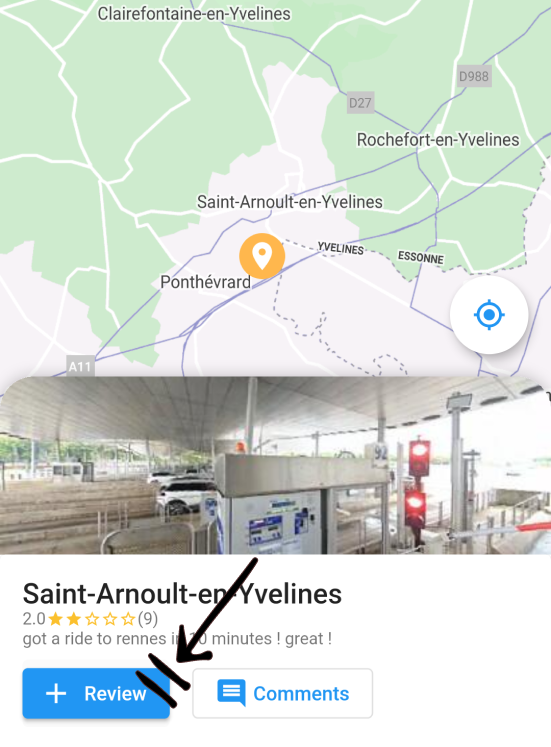 Clairefontaine-en-Yvelines
D988
D27
Rochefort-en-Yvelines
Saint-Arnoult-en-Yvelines
YVELINES
ESSONNE
Ponthévrard
A11
Saint-Arnoult-en-Yvelines
2.0 (9)
got a ride to rennes in 10 minutes ! great !
+ Review
Comments